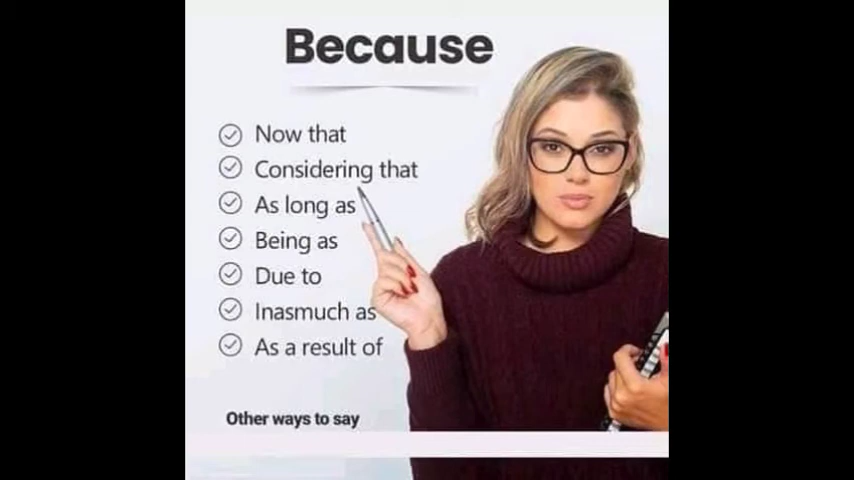 Because
Now that
Considering that
As long as
Being as
Due to
Inasmuch as
As a result of
Other ways to say